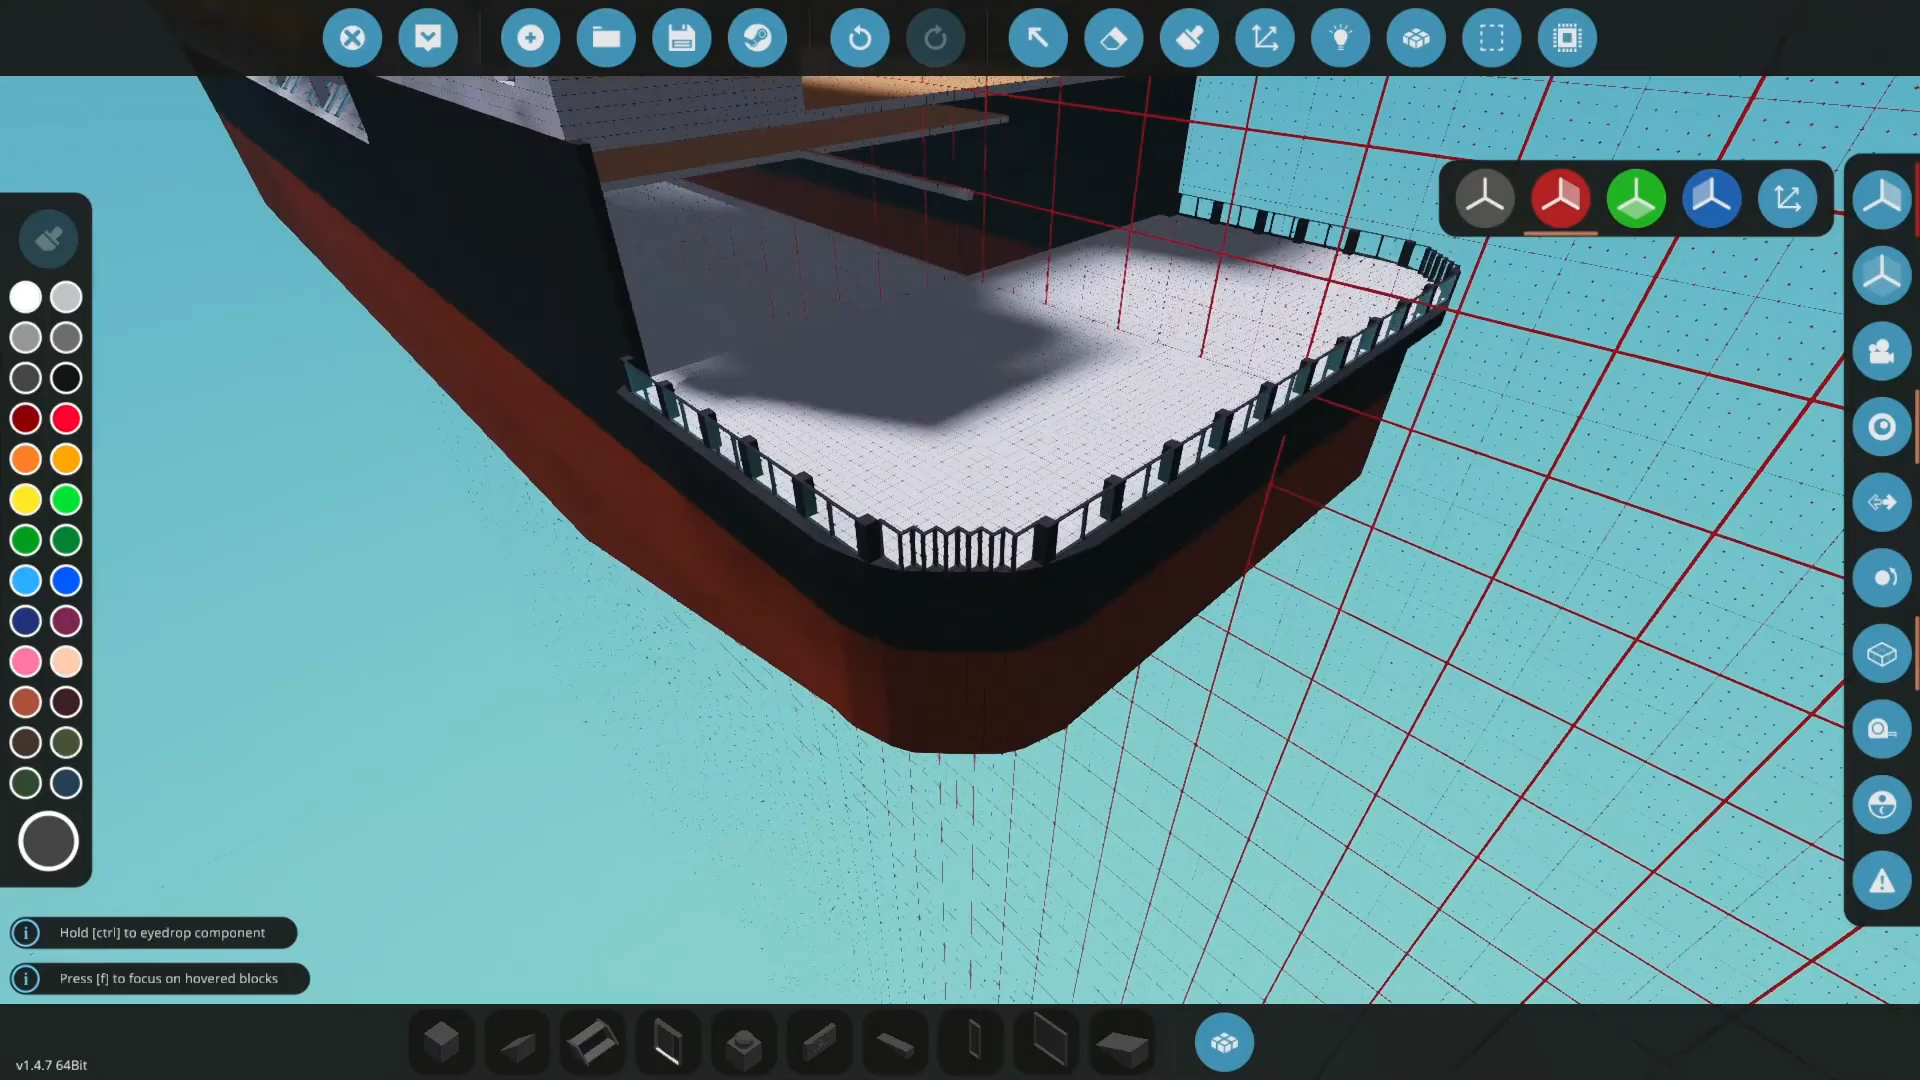 Hold [ctrl] to eyedrop component
Press [f] to focus on hovered blocks
v1.4.7 64Bit